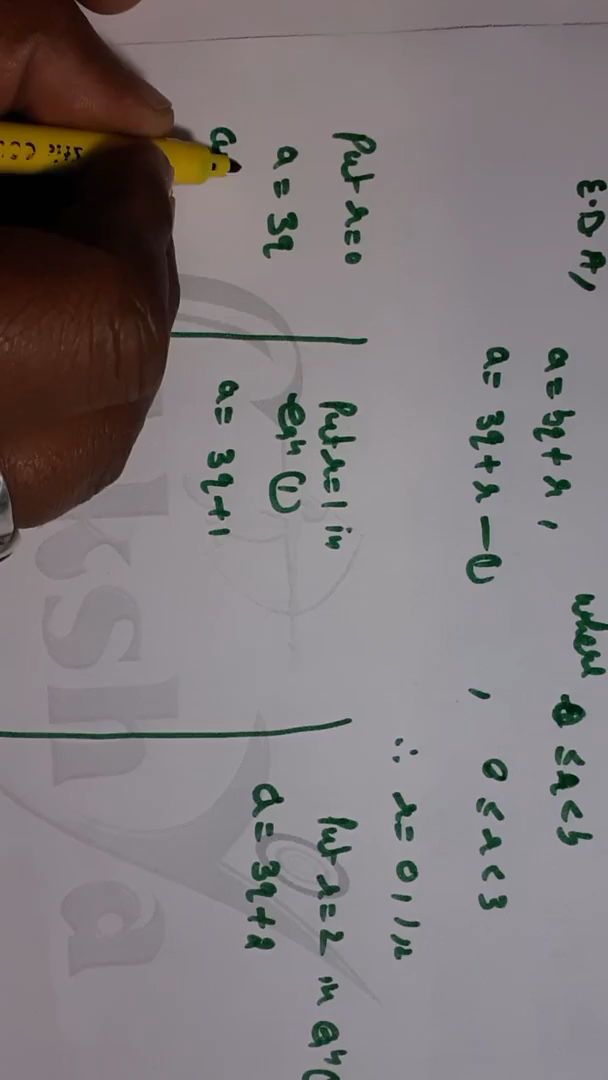 E.D A,
a = bq + r, where 0 ≤ r < b
a = 3q + r — (1) , 0 ≤ r < 3
∴ r = 0, 1, 2
Put r = 0
a = 3q
a
Put r = 1 in
eqn (1)
a = 3q + 1
Put r = 2 in eqn (
a = 3q + 2
ksha